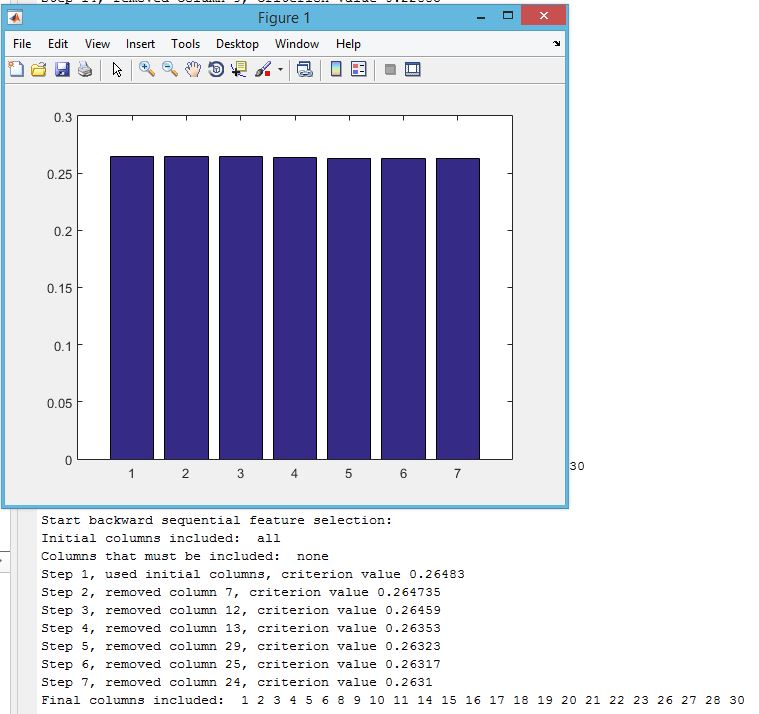 Figure 1
File Edit View Insert Tools Desktop Window Help
0.3
0.25
0.2
0.15
0.1
0.05
0
1 2 3 4 5 6 7
30
Start backward sequential feature selection:
Initial columns included:  all
Columns that must be included:  none
Step 1, used initial columns, criterion value 0.26483
Step 2, removed column 7, criterion value 0.264735
Step 3, removed column 12, criterion value 0.26459
Step 4, removed column 13, criterion value 0.26353
Step 5, removed column 29, criterion value 0.26323
Step 6, removed column 25, criterion value 0.26317
Step 7, removed column 24, criterion value 0.2631
Final columns included:  1 2 3 4 5 6 8 9 10 11 14 15 16 17 18 19 20 21 22 23 26 27 28 30